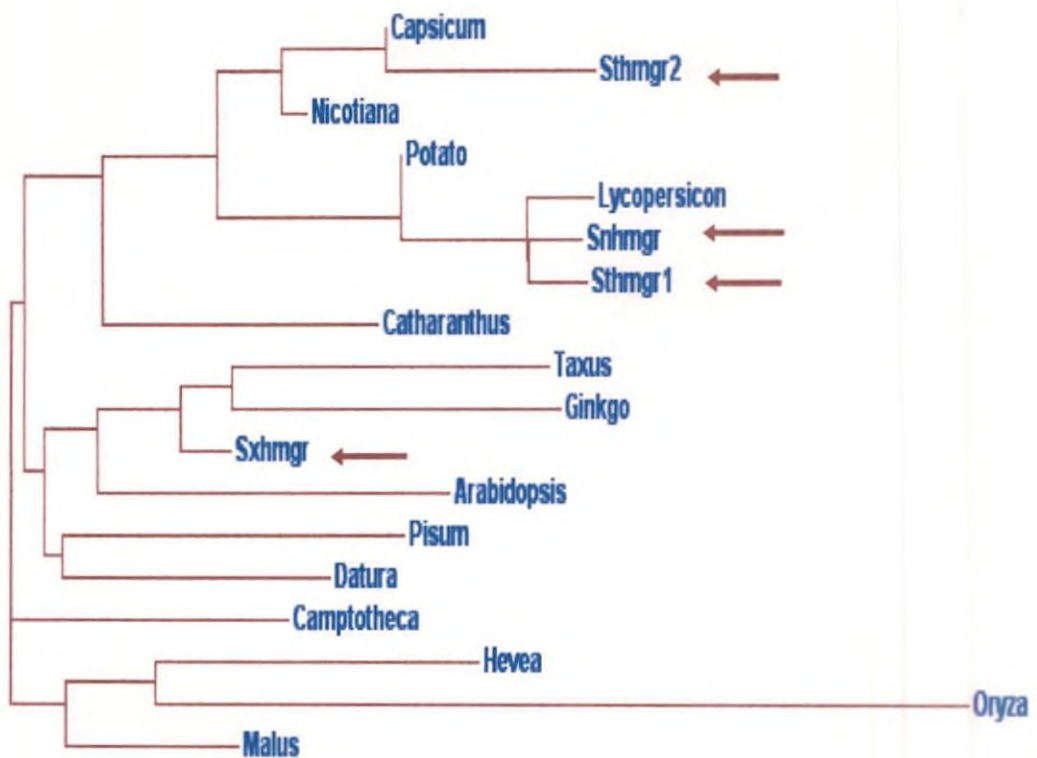 Capsicum
Sthmgr2
Nicotiana
Potato
Lycopersicon
Snhmgr
Sthmgr1
Catharanthus
Taxus
Ginkgo
Sxhmgr
Arabidopsis
Pisum
Datura
Camptotheca
Hevea
Oryza
Malus